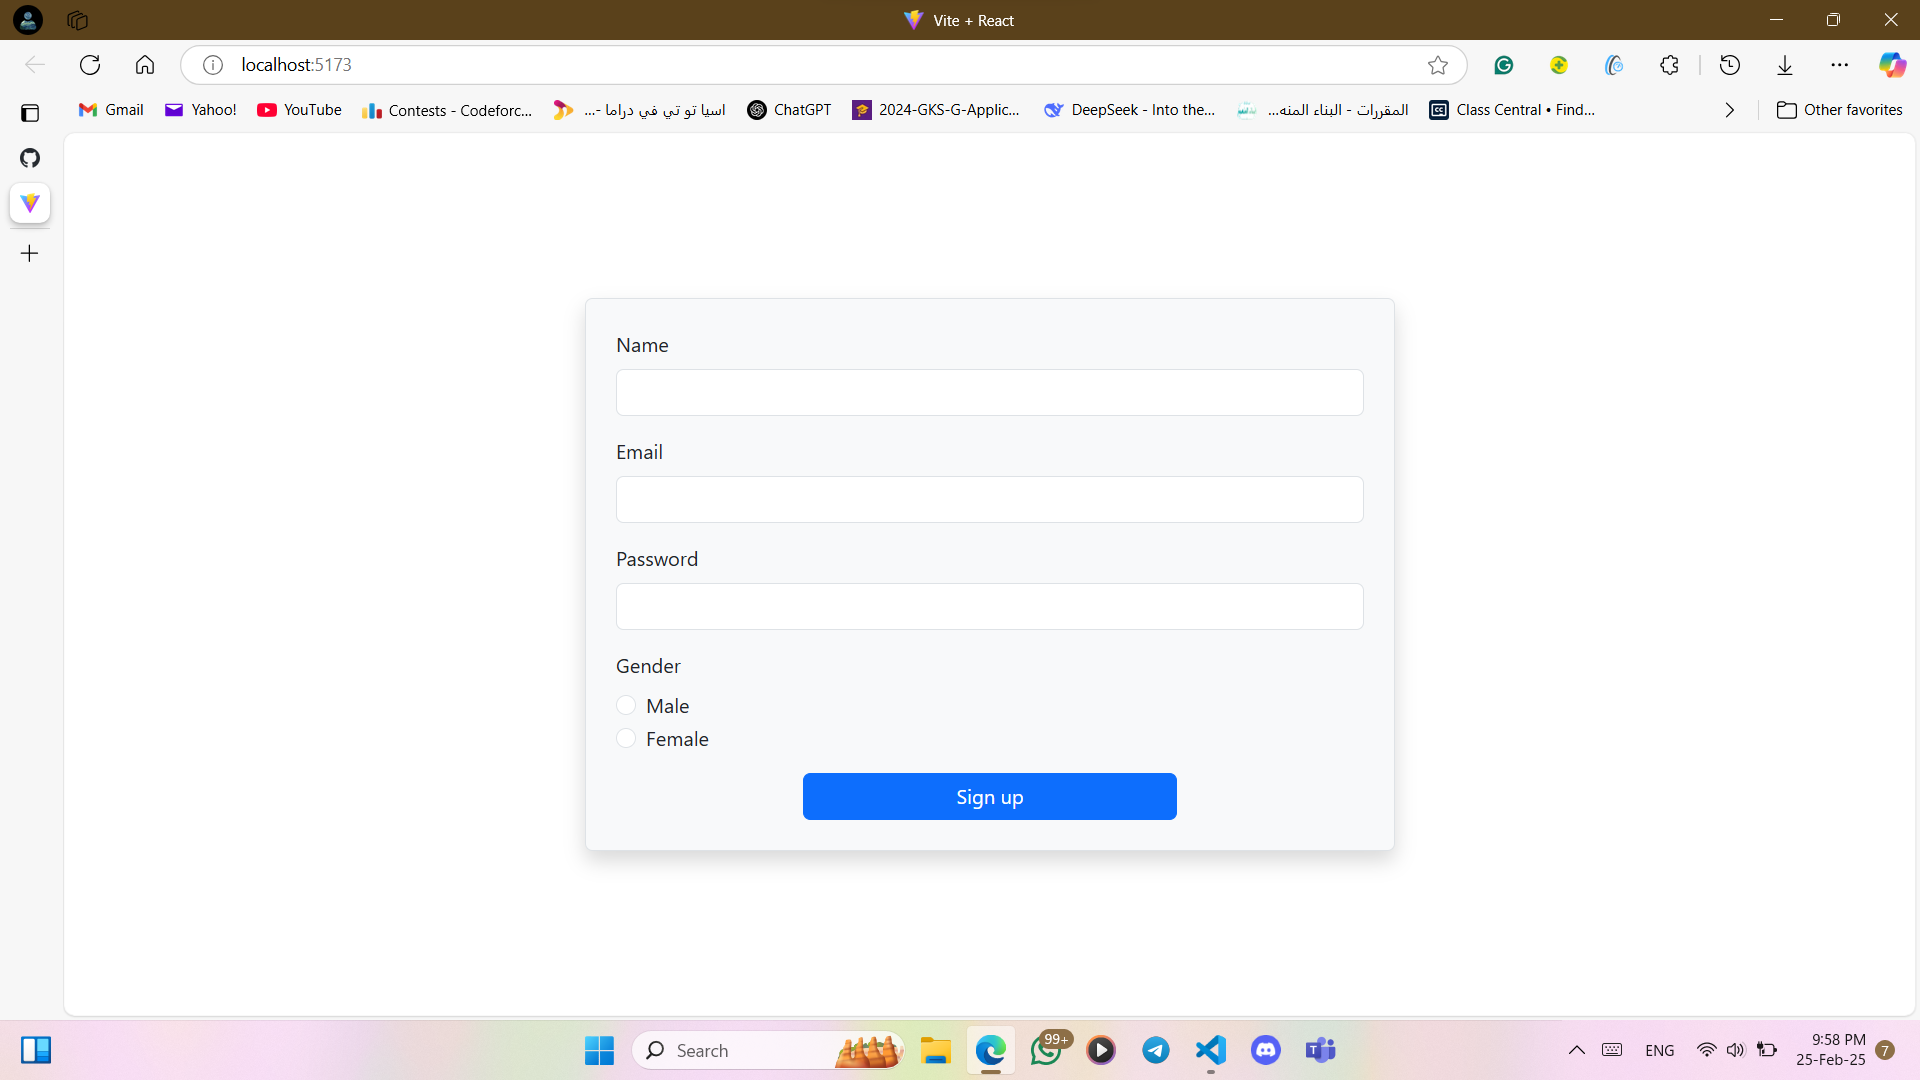 Vite + React
localhost:5173
Gmail
Yahoo!
YouTube
Contests - Codeforc...
اسيا تو تي في دراما -...
ChatGPT
2024-GKS-G-Applic...
DeepSeek - Into the...
المقررات - البناء المنه...
Class Central • Find...
Other favorites
Name
Email
Password
Gender
Male
Female
Sign up
Search
99+
ENG
9:58 PM
25-Feb-25
7